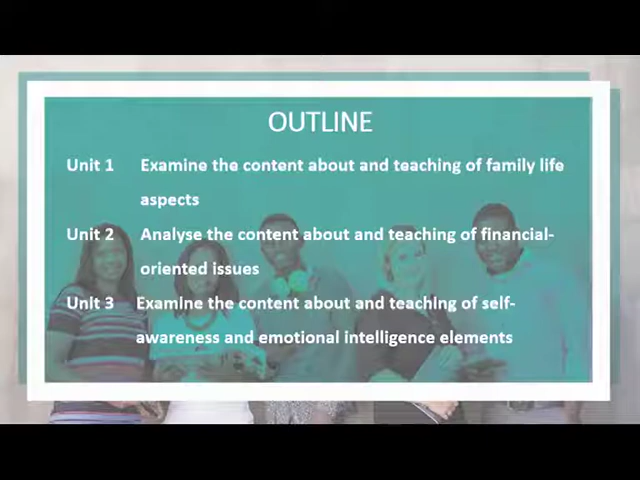 OUTLINE
Unit 1 Examine the content about and teaching of family life
aspects
Unit 2 Analyse the content about and teaching of financial-
oriented issues
Unit 3 Examine the content about and teaching of self-
awareness and emotional intelligence elements